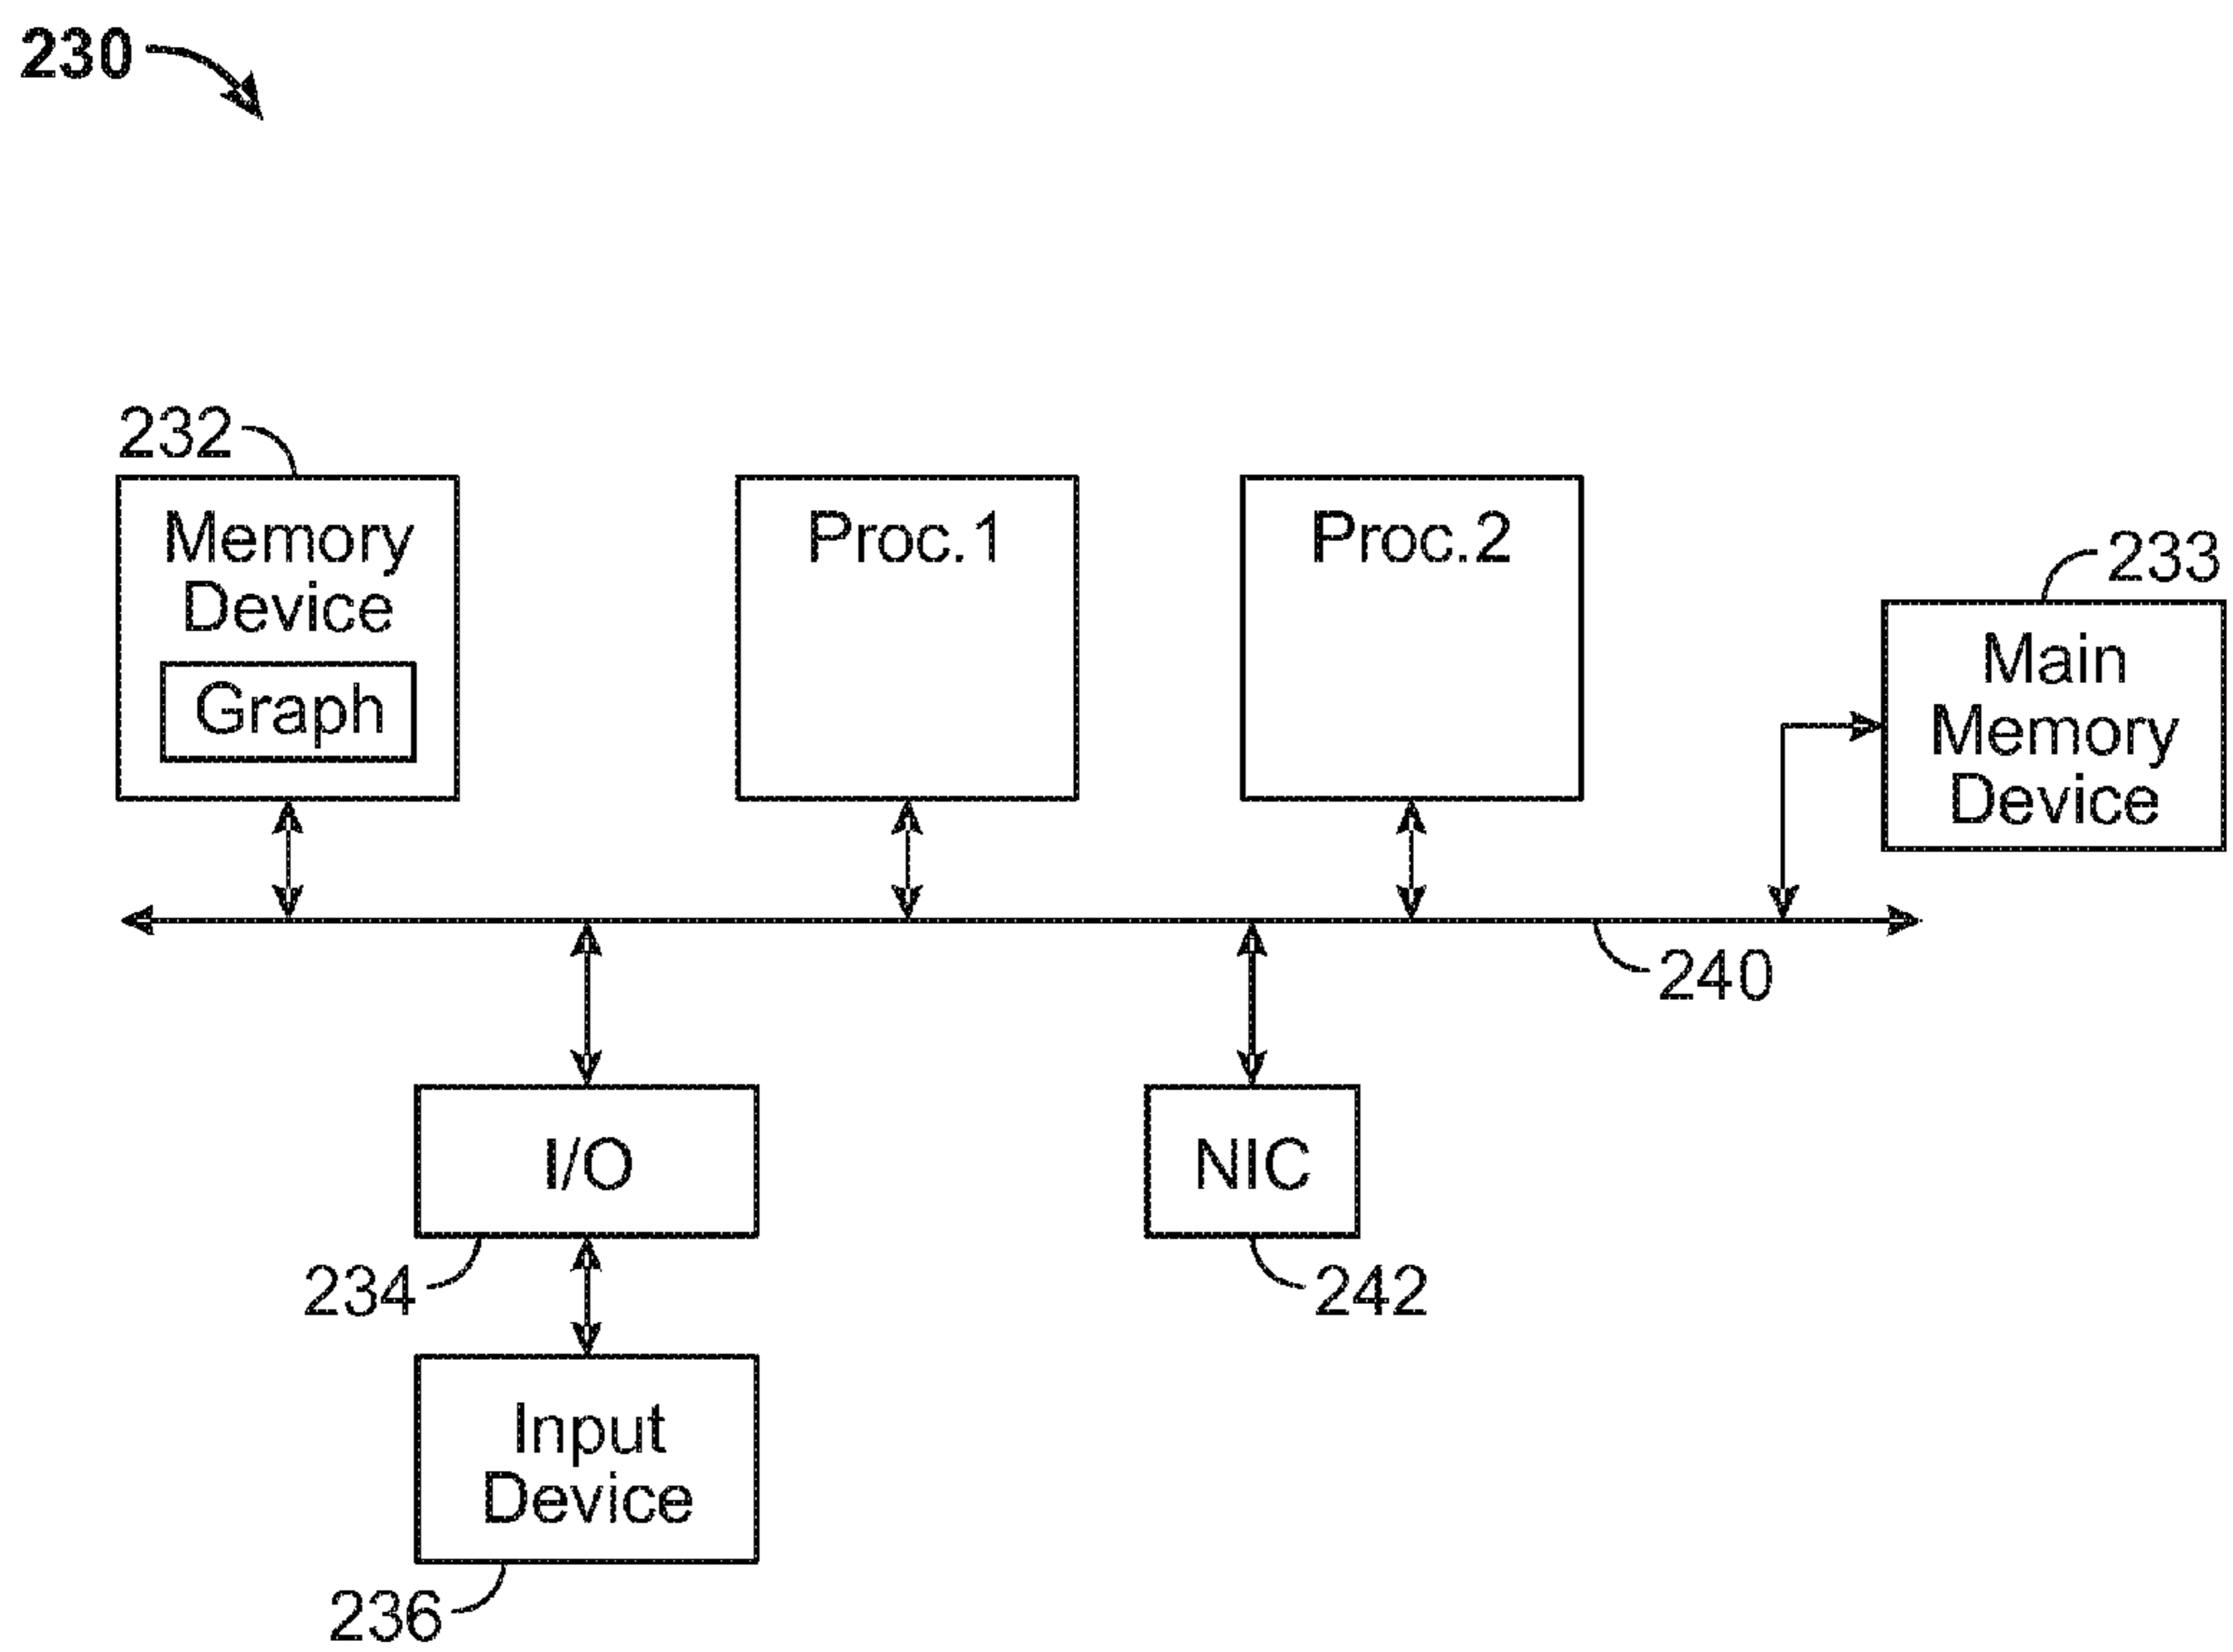 230
232
Memory
Device
Graph
Proc.1
Proc.2
233
Main
Memory
Device
240
I/O
NIC
234
242
Input
Device
236